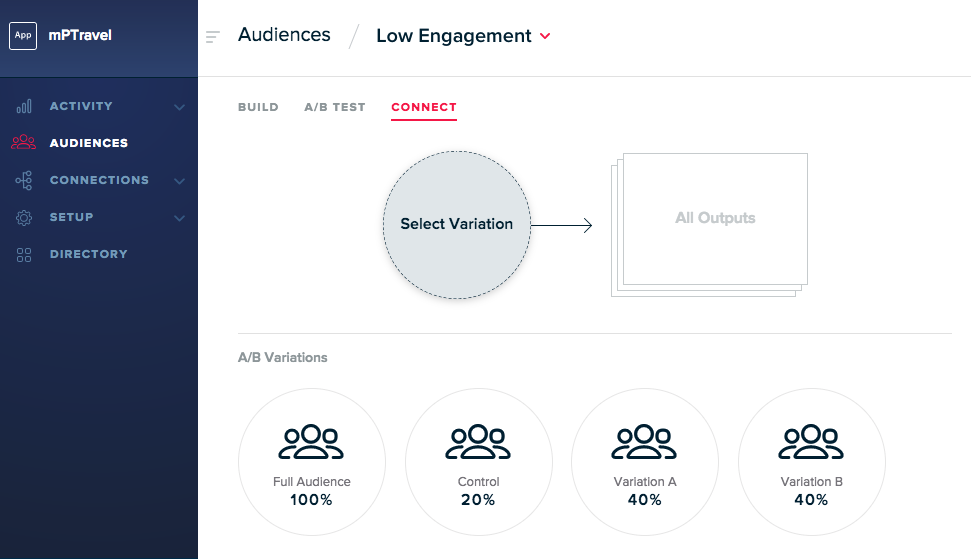 App
mPTravel
ACTIVITY
AUDIENCES
CONNECTIONS
SETUP
DIRECTORY
Audiences / Low Engagement
BUILD A/B TEST CONNECT
Select Variation
All Outputs
A/B Variations
Full Audience
100%
Control
20%
Variation A
40%
Variation B
40%